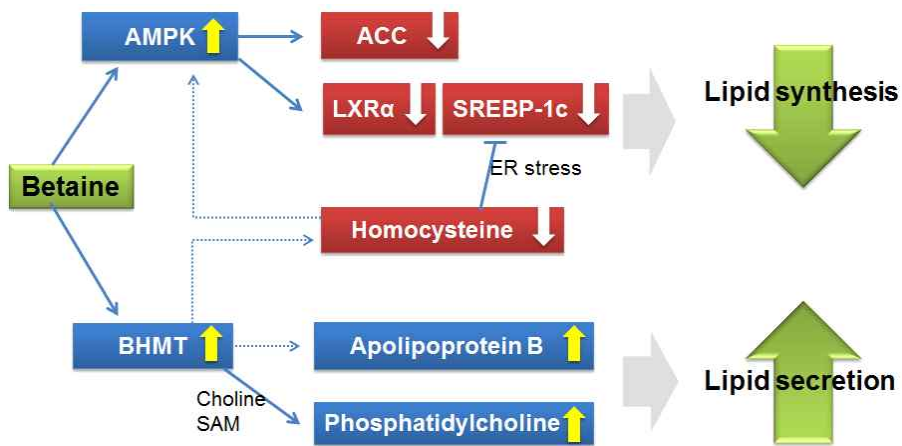 AMPK
ACC
LXRα
SREBP-1c
Lipid synthesis
ER stress
Betaine
Homocysteine
BHMT
Apolipoprotein B
Lipid secretion
Choline
SAM
Phosphatidylcholine